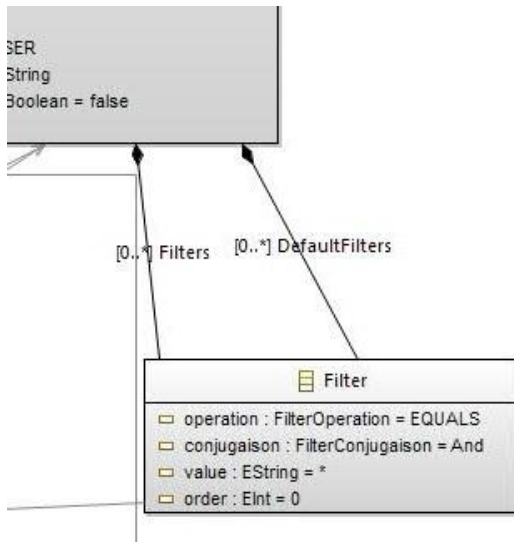 SER
String
Boolean = false
[0..*] Filters
[0..*] DefaultFilters
Filter
operation : FilterOperation = EQUALS
conjugaison : FilterConjugaison = And
value : EString = *
order : EInt = 0